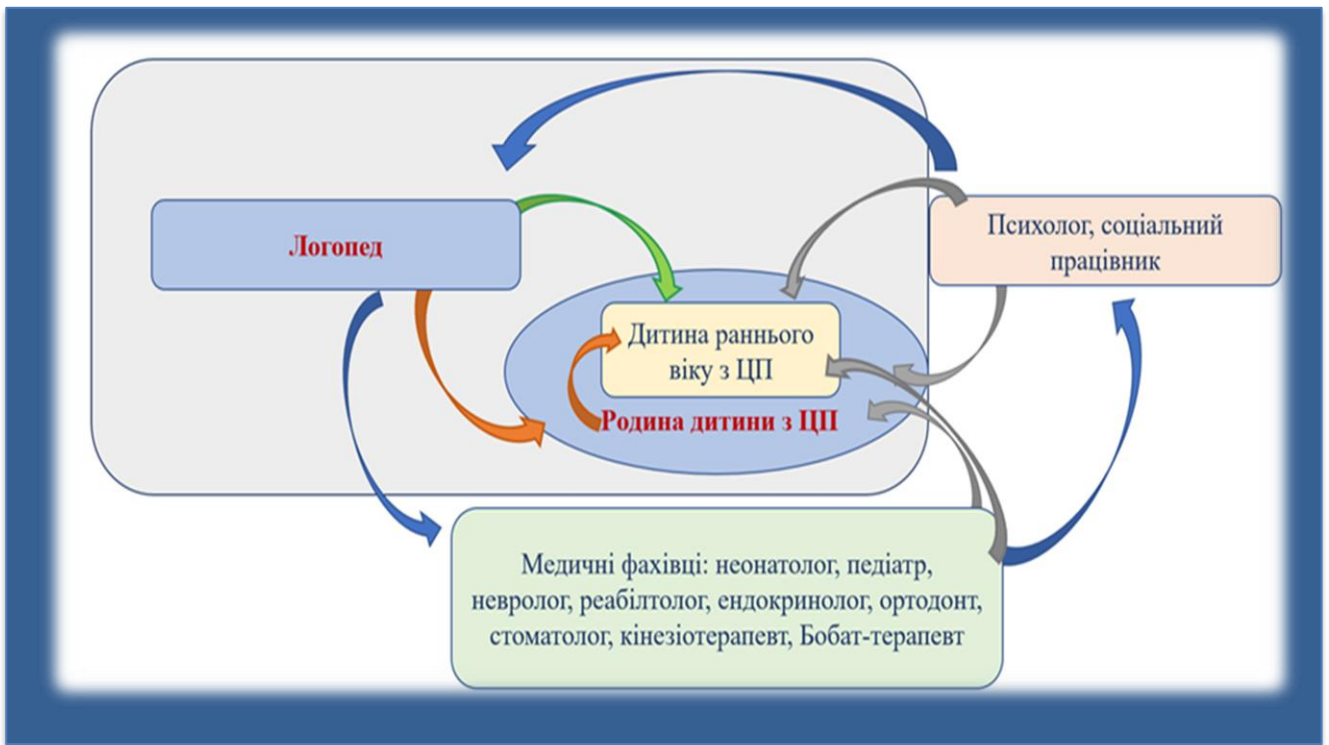 Логопед
Психолог, соціальний
працівник
Дитина раннього
віку з ЦП
Родина дитини з ЦП
Медичні фахівці: неонатолог, педіатр,
невролог, реабілтолог, ендокринолог, ортодонт,
стоматолог, кінезіотерапевт, Бобат-терапевт